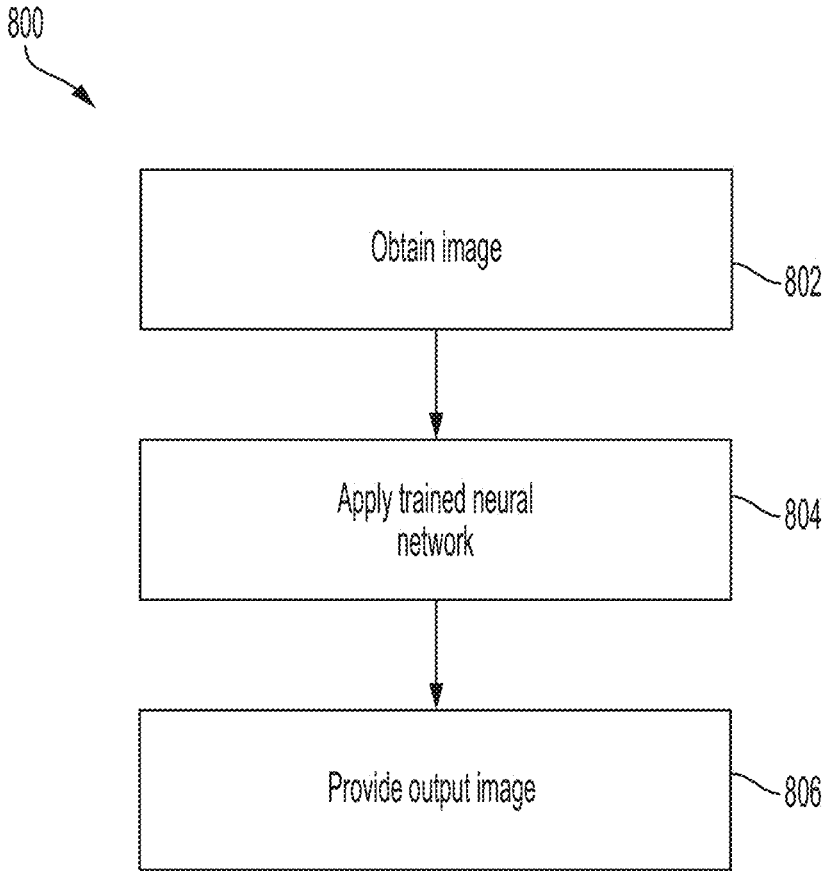 800
Obtain image
802
Apply trained neural
network
804
Provide output image
806